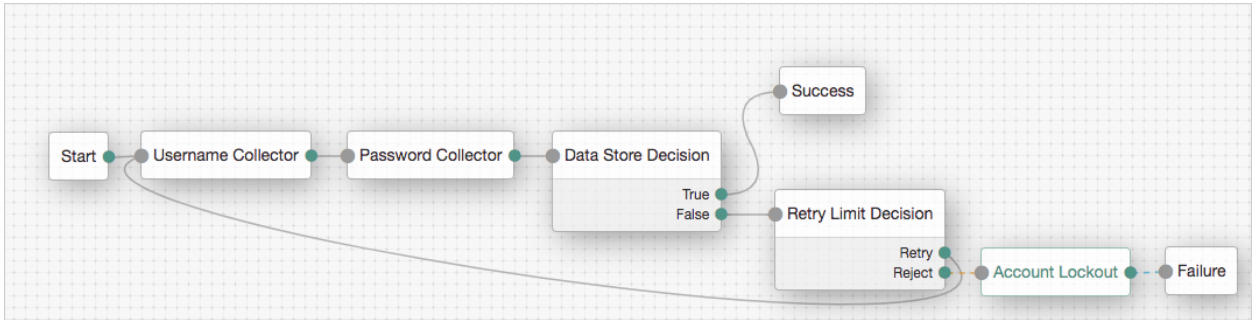 Start
Username Collector
Password Collector
Data Store Decision
True
False
Success
Retry Limit Decision
Retry
Reject
Account Lockout
Failure